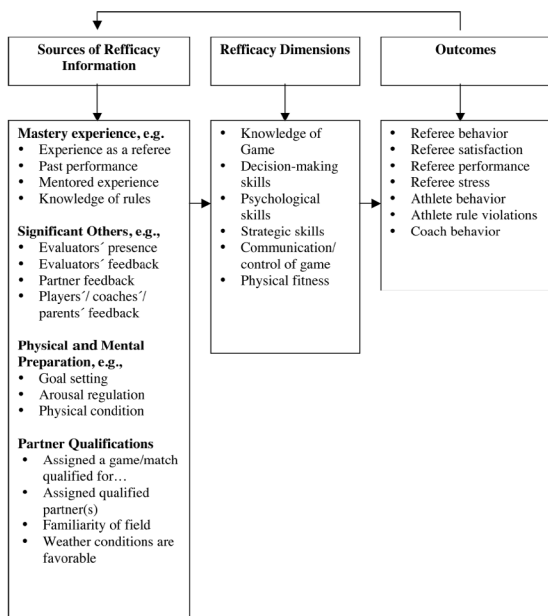 Sources of Refficacy
Information
Mastery experience, e.g.
• Experience as a referee
• Past performance
• Mentored experience
• Knowledge of rules
Significant Others, e.g.,
• Evaluators´ presence
• Evaluators´ feedback
• Partner feedback
• Players´/ coaches´/
parents´ feedback
Physical and Mental
Preparation, e.g.,
• Goal setting
• Arousal regulation
• Physical condition
Partner Qualifications
• Assigned a game/match
qualified for…
• Assigned qualified
partner(s)
• Familiarity of field
• Weather conditions are
favorable
Refficacy Dimensions
• Knowledge of
Game
• Decision-making
skills
• Psychological
skills
• Strategic skills
• Communication/
control of game
• Physical fitness
Outcomes
• Referee behavior
• Referee satisfaction
• Referee performance
• Referee stress
• Athlete behavior
• Athlete rule violations
• Coach behavior